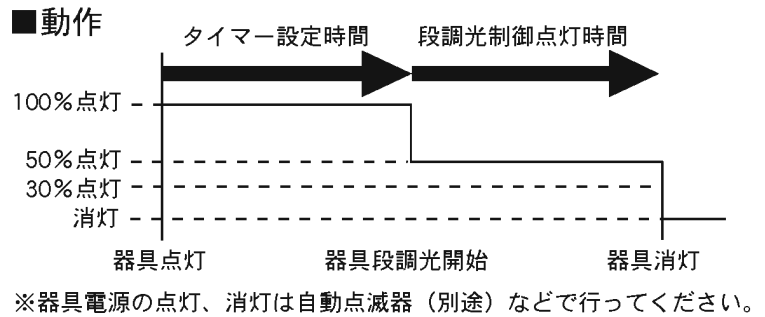 ■動作
タイマー設定時間 段調光制御点灯時間
100%点灯
50%点灯
30%点灯
消灯
器具点灯 器具段調光開始 器具消灯
※器具電源の点灯、消灯は自動点滅器（別途）などで行ってください。